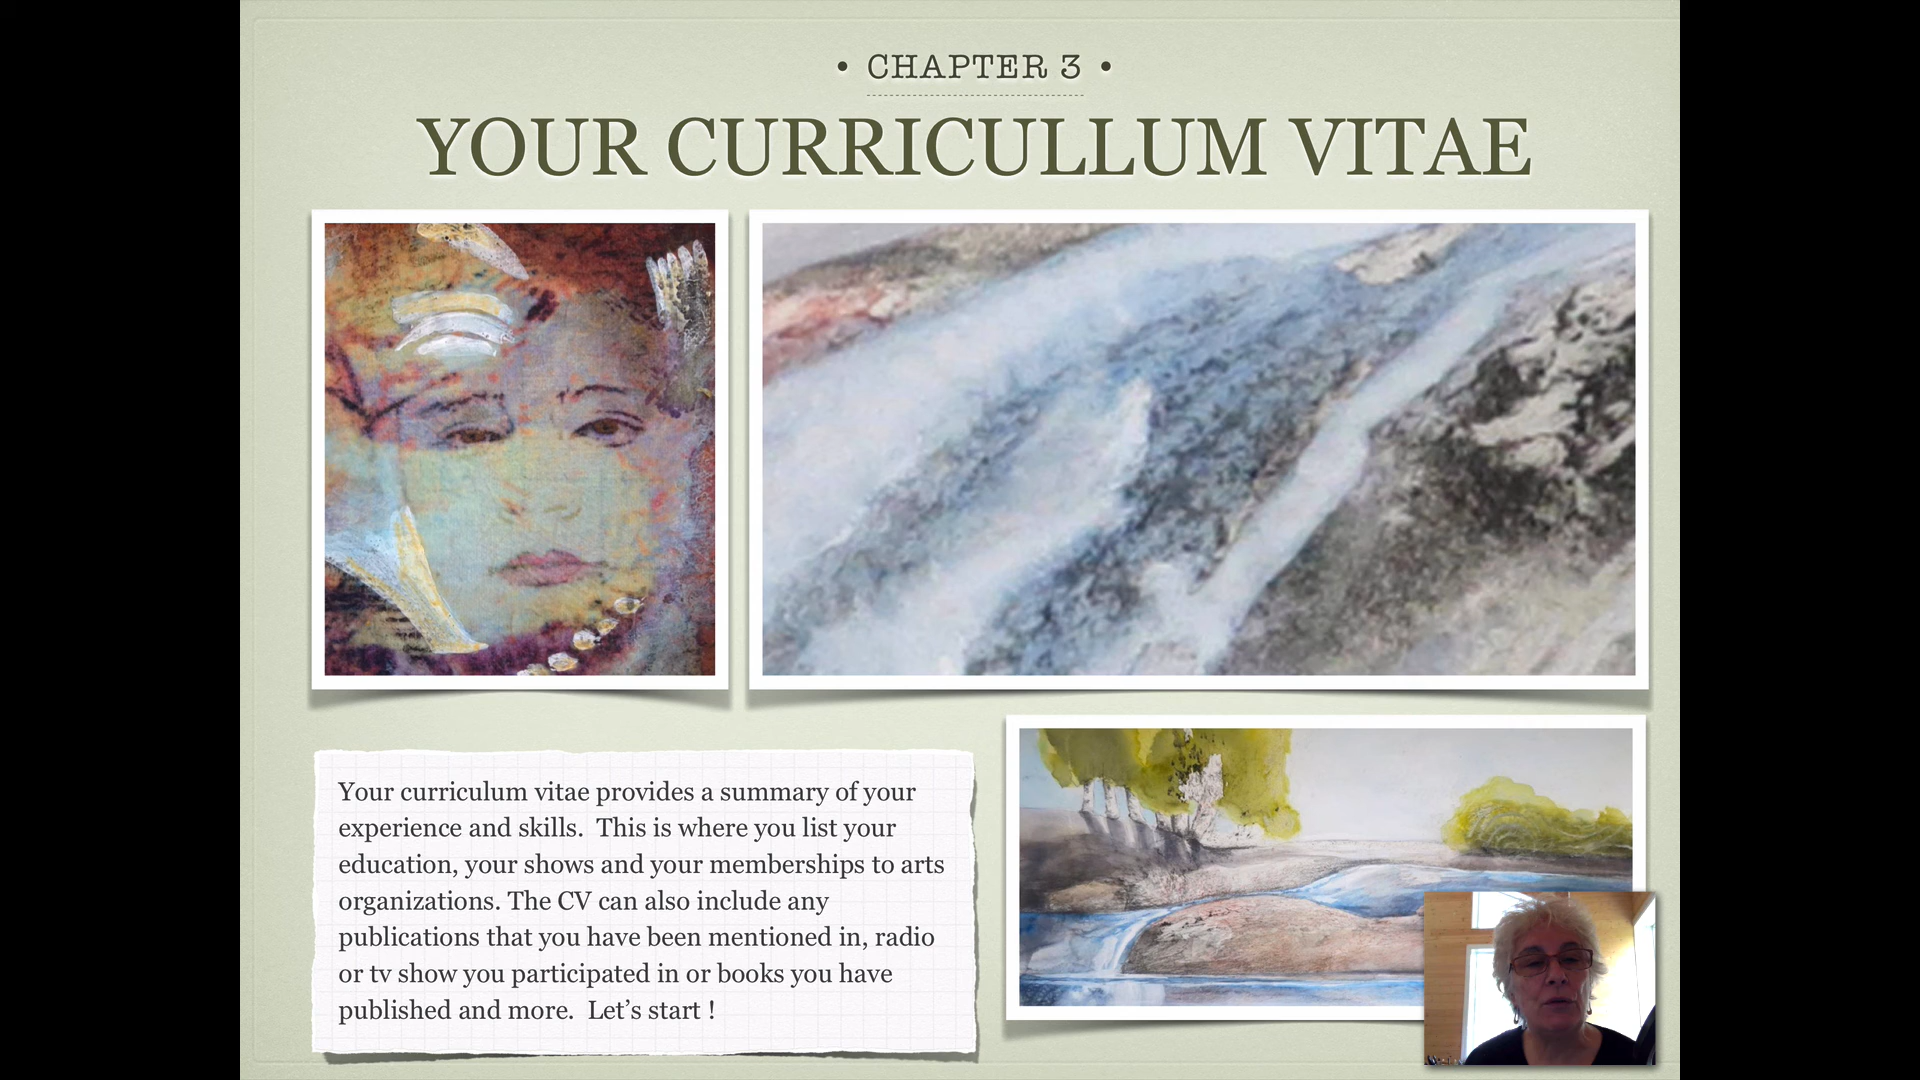 • CHAPTER 3 •
YOUR CURRICULLUM VITAE
Your curriculum vitae provides a summary of your
experience and skills.  This is where you list your
education, your shows and your memberships to arts
organizations. The CV can also include any
publications that you have been mentioned in, radio
or tv show you participated in or books you have
published and more.  Let’s start !